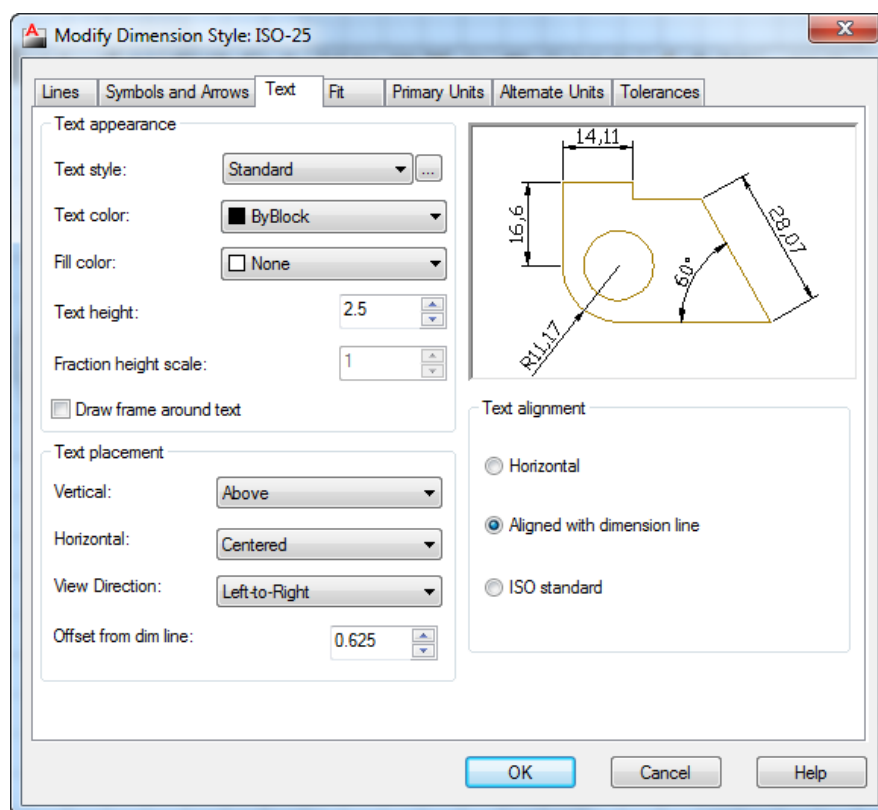 Modify Dimension Style: ISO-25
Lines Symbols and Arrows Text Fit Primary Units Alternate Units Tolerances
Text appearance
Text style: Standard ...
Text color: ByBlock
Fill color: None
Text height: 2.5
Fraction height scale: 1
Draw frame around text
Text placement
Vertical: Above
Horizontal: Centered
View Direction: Left-to-Right
Offset from dim line: 0.625
14,11
16,6
28,07
60°
R11,17
Text alignment
Horizontal
Aligned with dimension line
ISO standard
OK Cancel Help